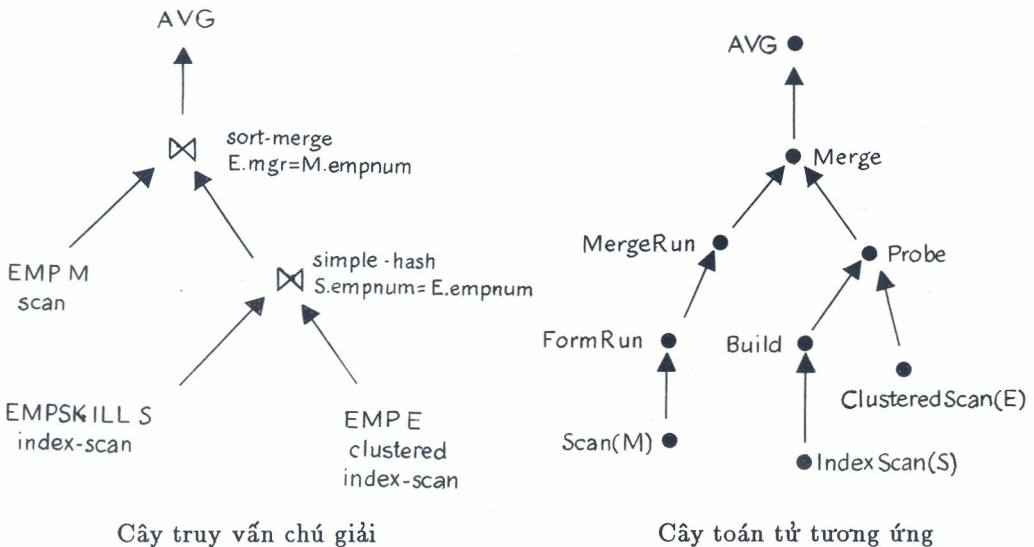 AVG
sort-merge
E.mgr=M.empnum
EMP M
scan
simple-hash
S.empnum=E.empnum
EMPSKILL S
index-scan
EMP E
clustered
index-scan
Cây truy vấn chú giải
AVG
Merge
MergeRun
Probe
FormRun
Build
ClusteredScan(E)
Scan(M)
IndexScan(S)
Cây toán tử tương ứng